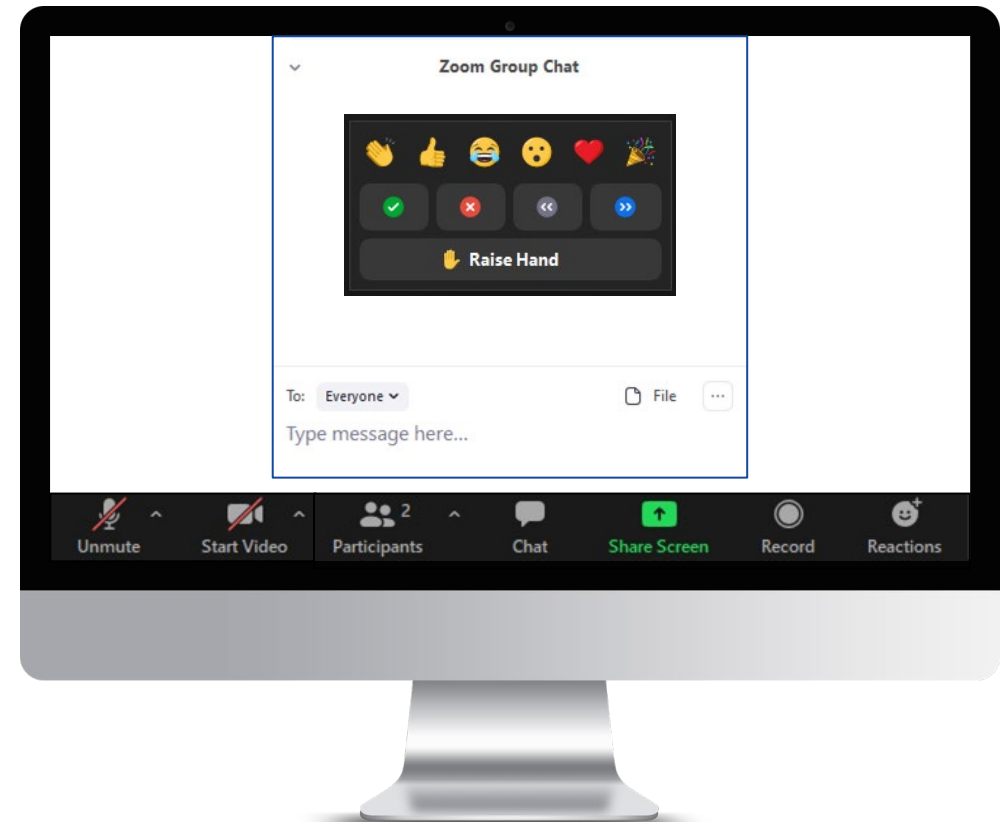 Zoom Group Chat
Raise Hand
To: Everyone File ...
Type message here...
2
Unmute Start Video Participants Chat Share Screen Record Reactions